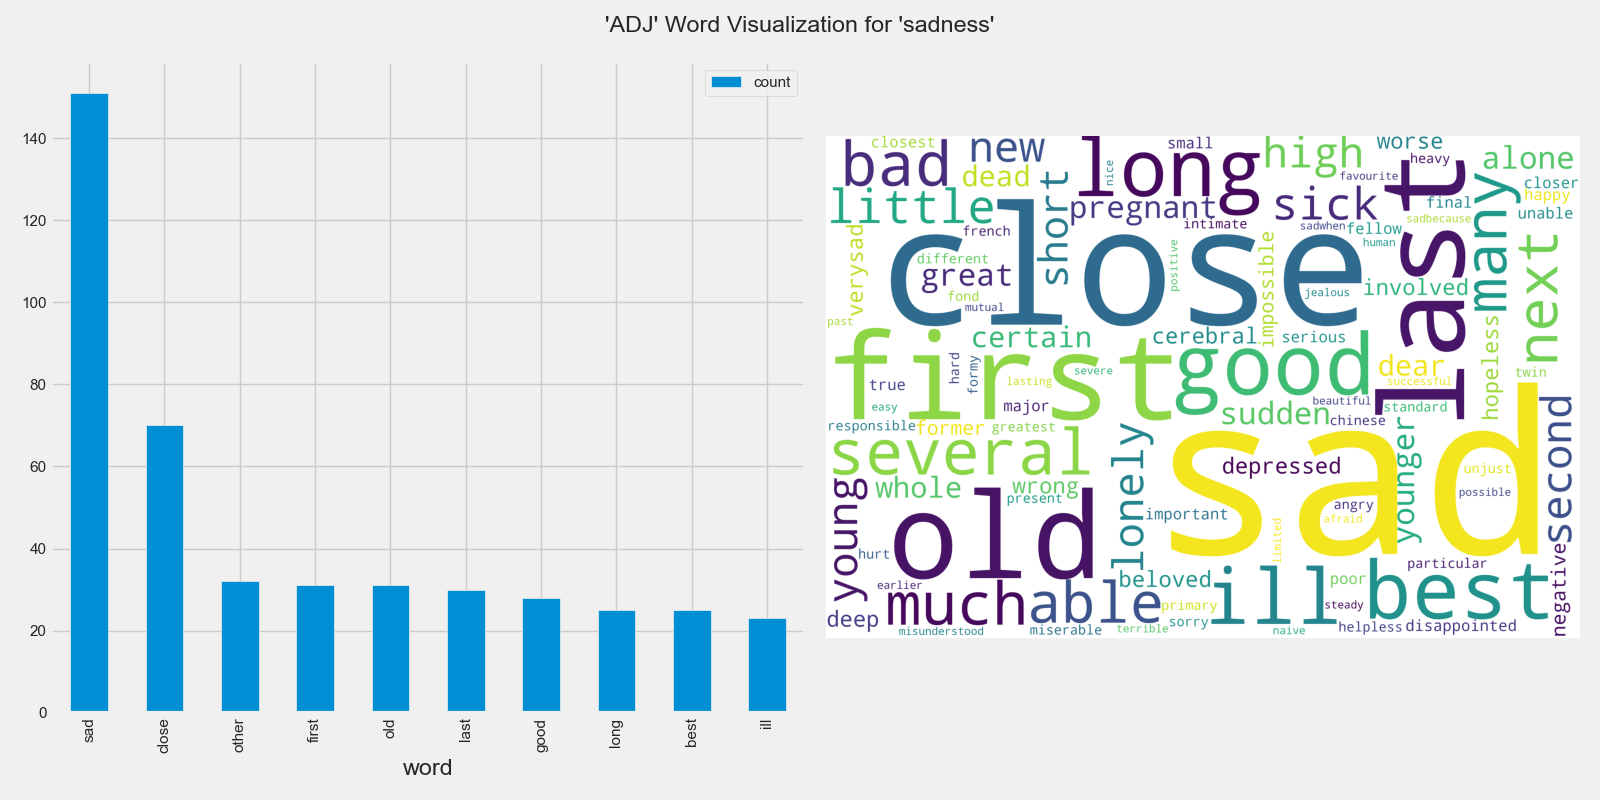 'ADJ' Word Visualization for 'sadness'
count
140
120
100
80
60
40
20
0
sad
close
other
first
old
last
good
long
best
ill
word
closest
bad
new
dead
small
long
nice
high
worse
heavy
alone
favourite
closer
happy
little
short
pregnant
sick
last
many
final
unable
sadbecause
french
intimate
sadwhen
fellow
human
close
verysad
different
great
fond
mutual
positive
impossible
jealous
involved
next
past
certain
cerebral
serious
first
good
hopeless
dear
successful
twin
true
hard
formy
lasting
severe
easy
major
beautiful
standard
chinese
sudden
responsible
former
greatest
several
lonely
depressed
sad
younger
unjust
possible
second
whole
wrong
present
young
old
important
angry
afraid
limited
hurt
earlier
much
able
beloved
ill
poor
best
particular
negative
deep
primary
steady
misunderstood
miserable
terrible
sorry
naive
helpless
disappointed